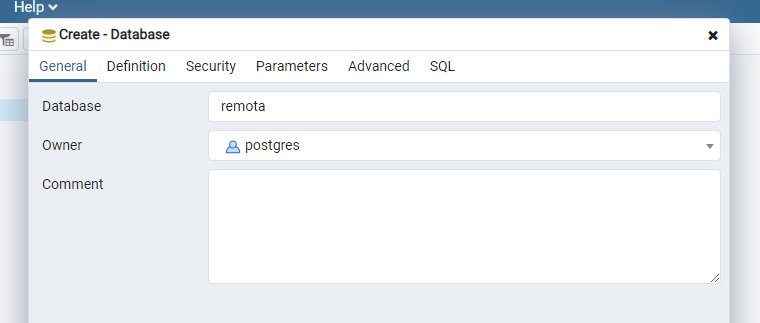 Help
Create - Database
General Definition Security Parameters Advanced SQL
Database remota
Owner postgres
Comment